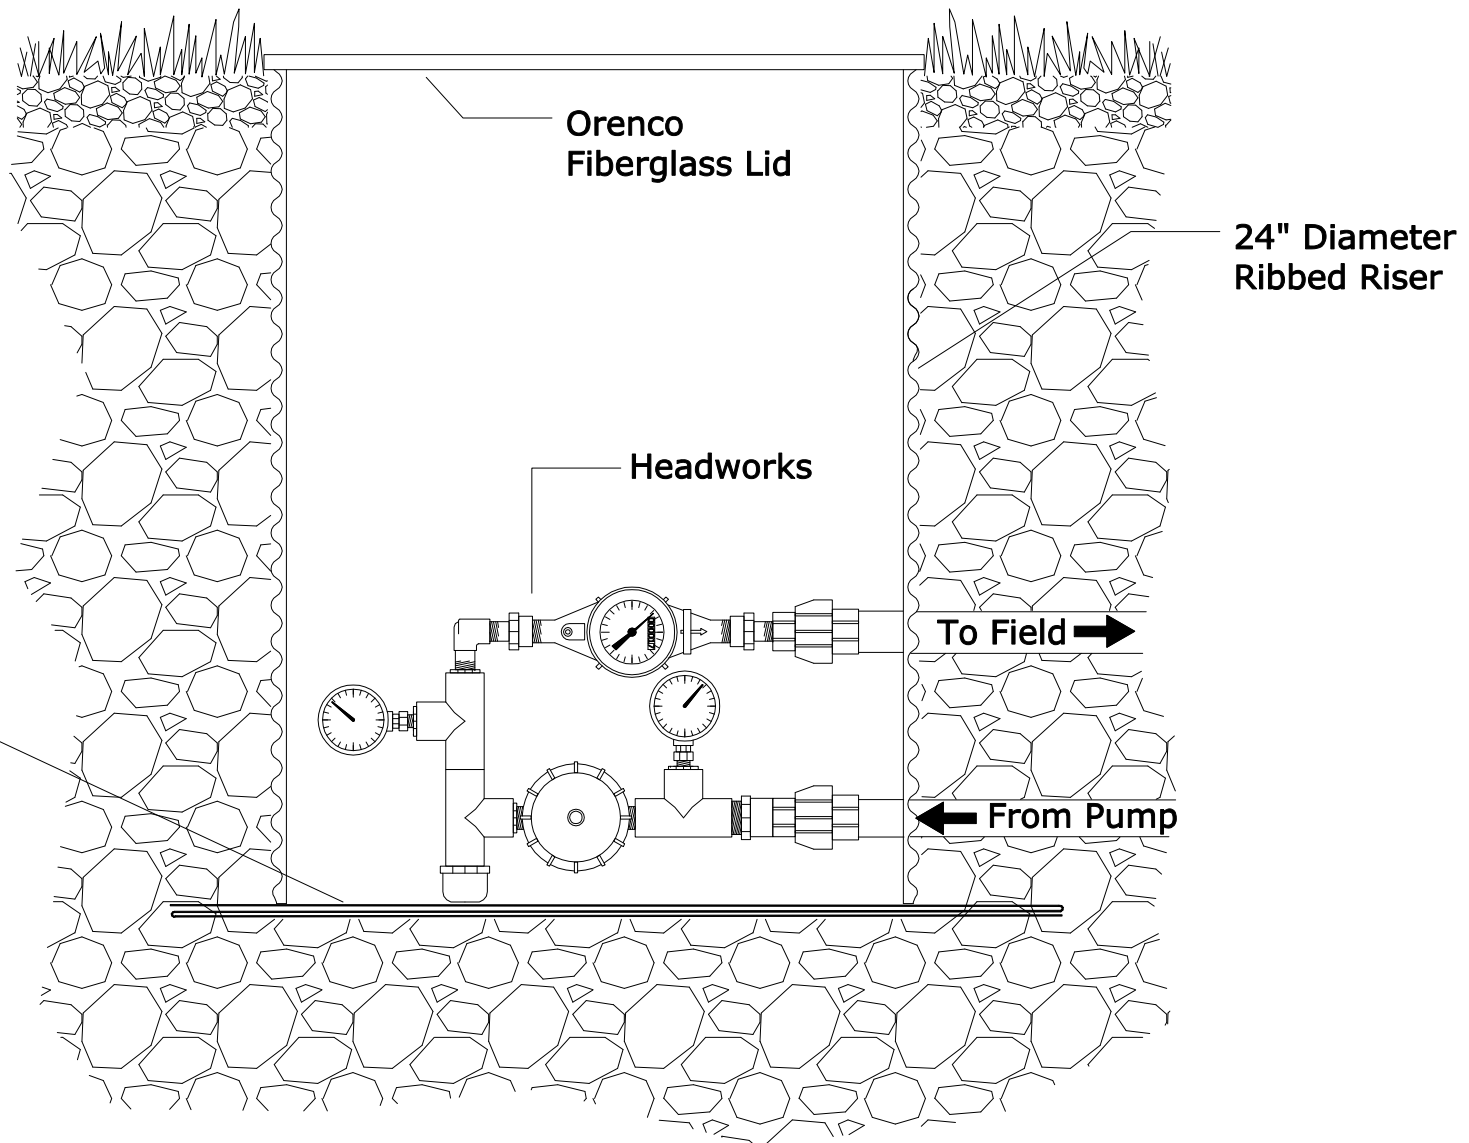 Orenco
Fiberglass Lid
24" Diameter
Ribbed Riser
Headworks
To Field
From Pump